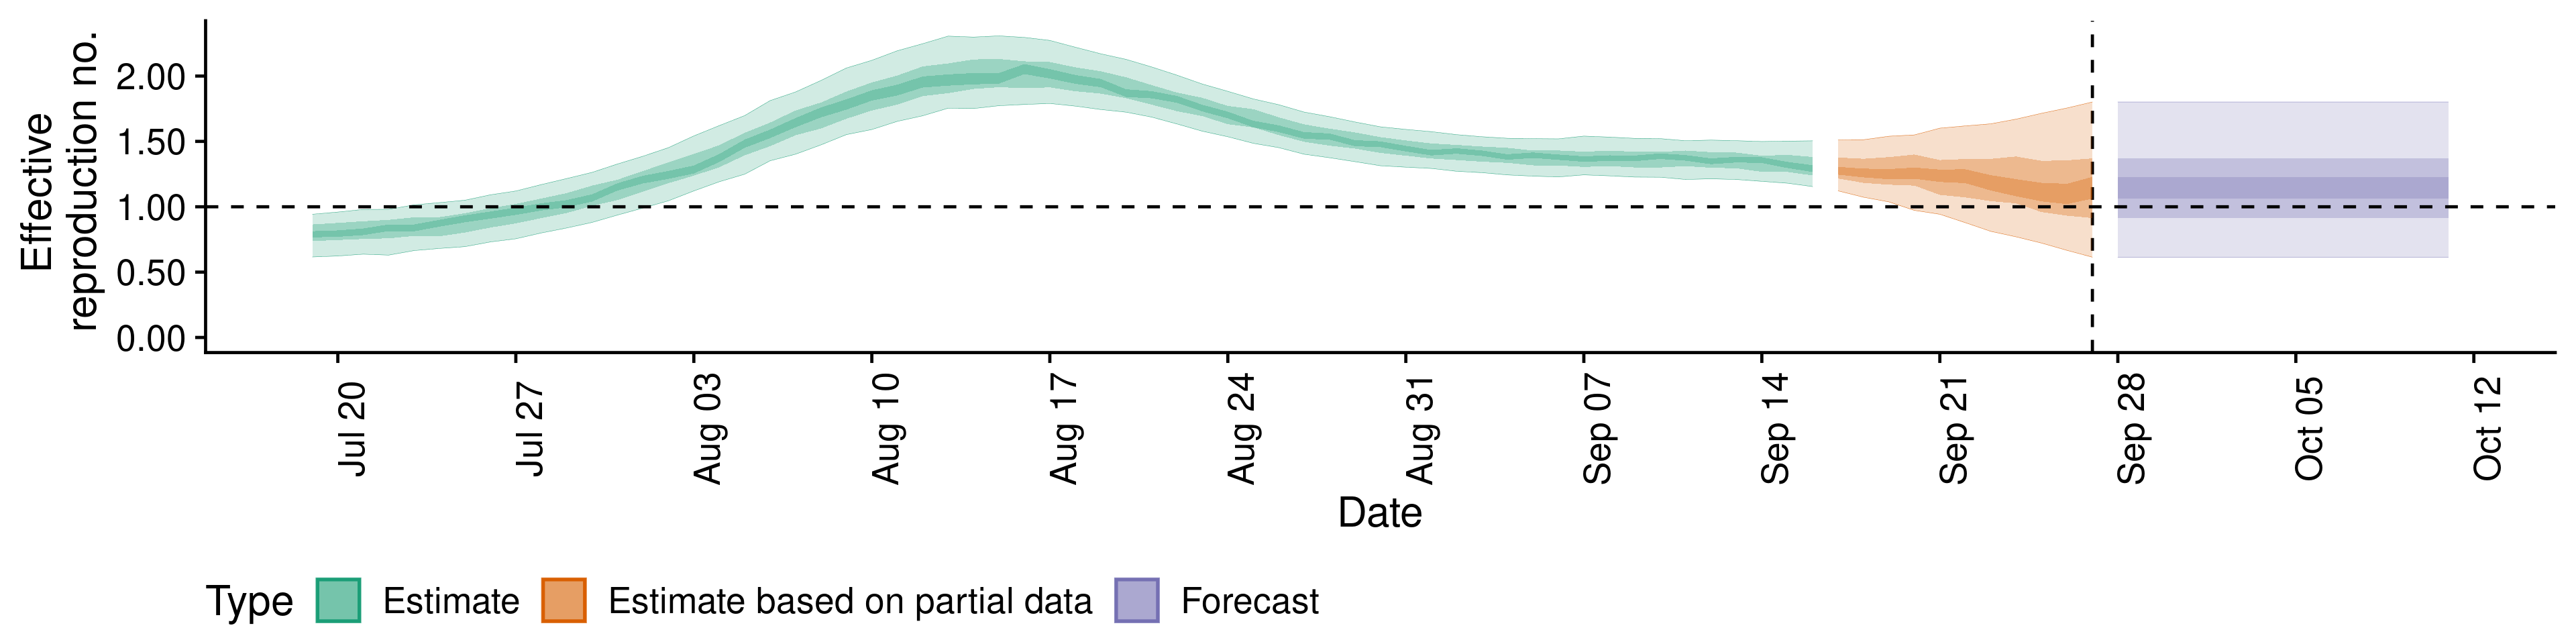 Effective
reproduction no.
2.00
1.50
1.00
0.50
0.00
Jul 20
Jul 27
Aug 03
Aug 10
Aug 17
Aug 24
Aug 31
Sep 07
Sep 14
Sep 21
Sep 28
Oct 05
Oct 12
Date
Type Estimate Estimate based on partial data Forecast